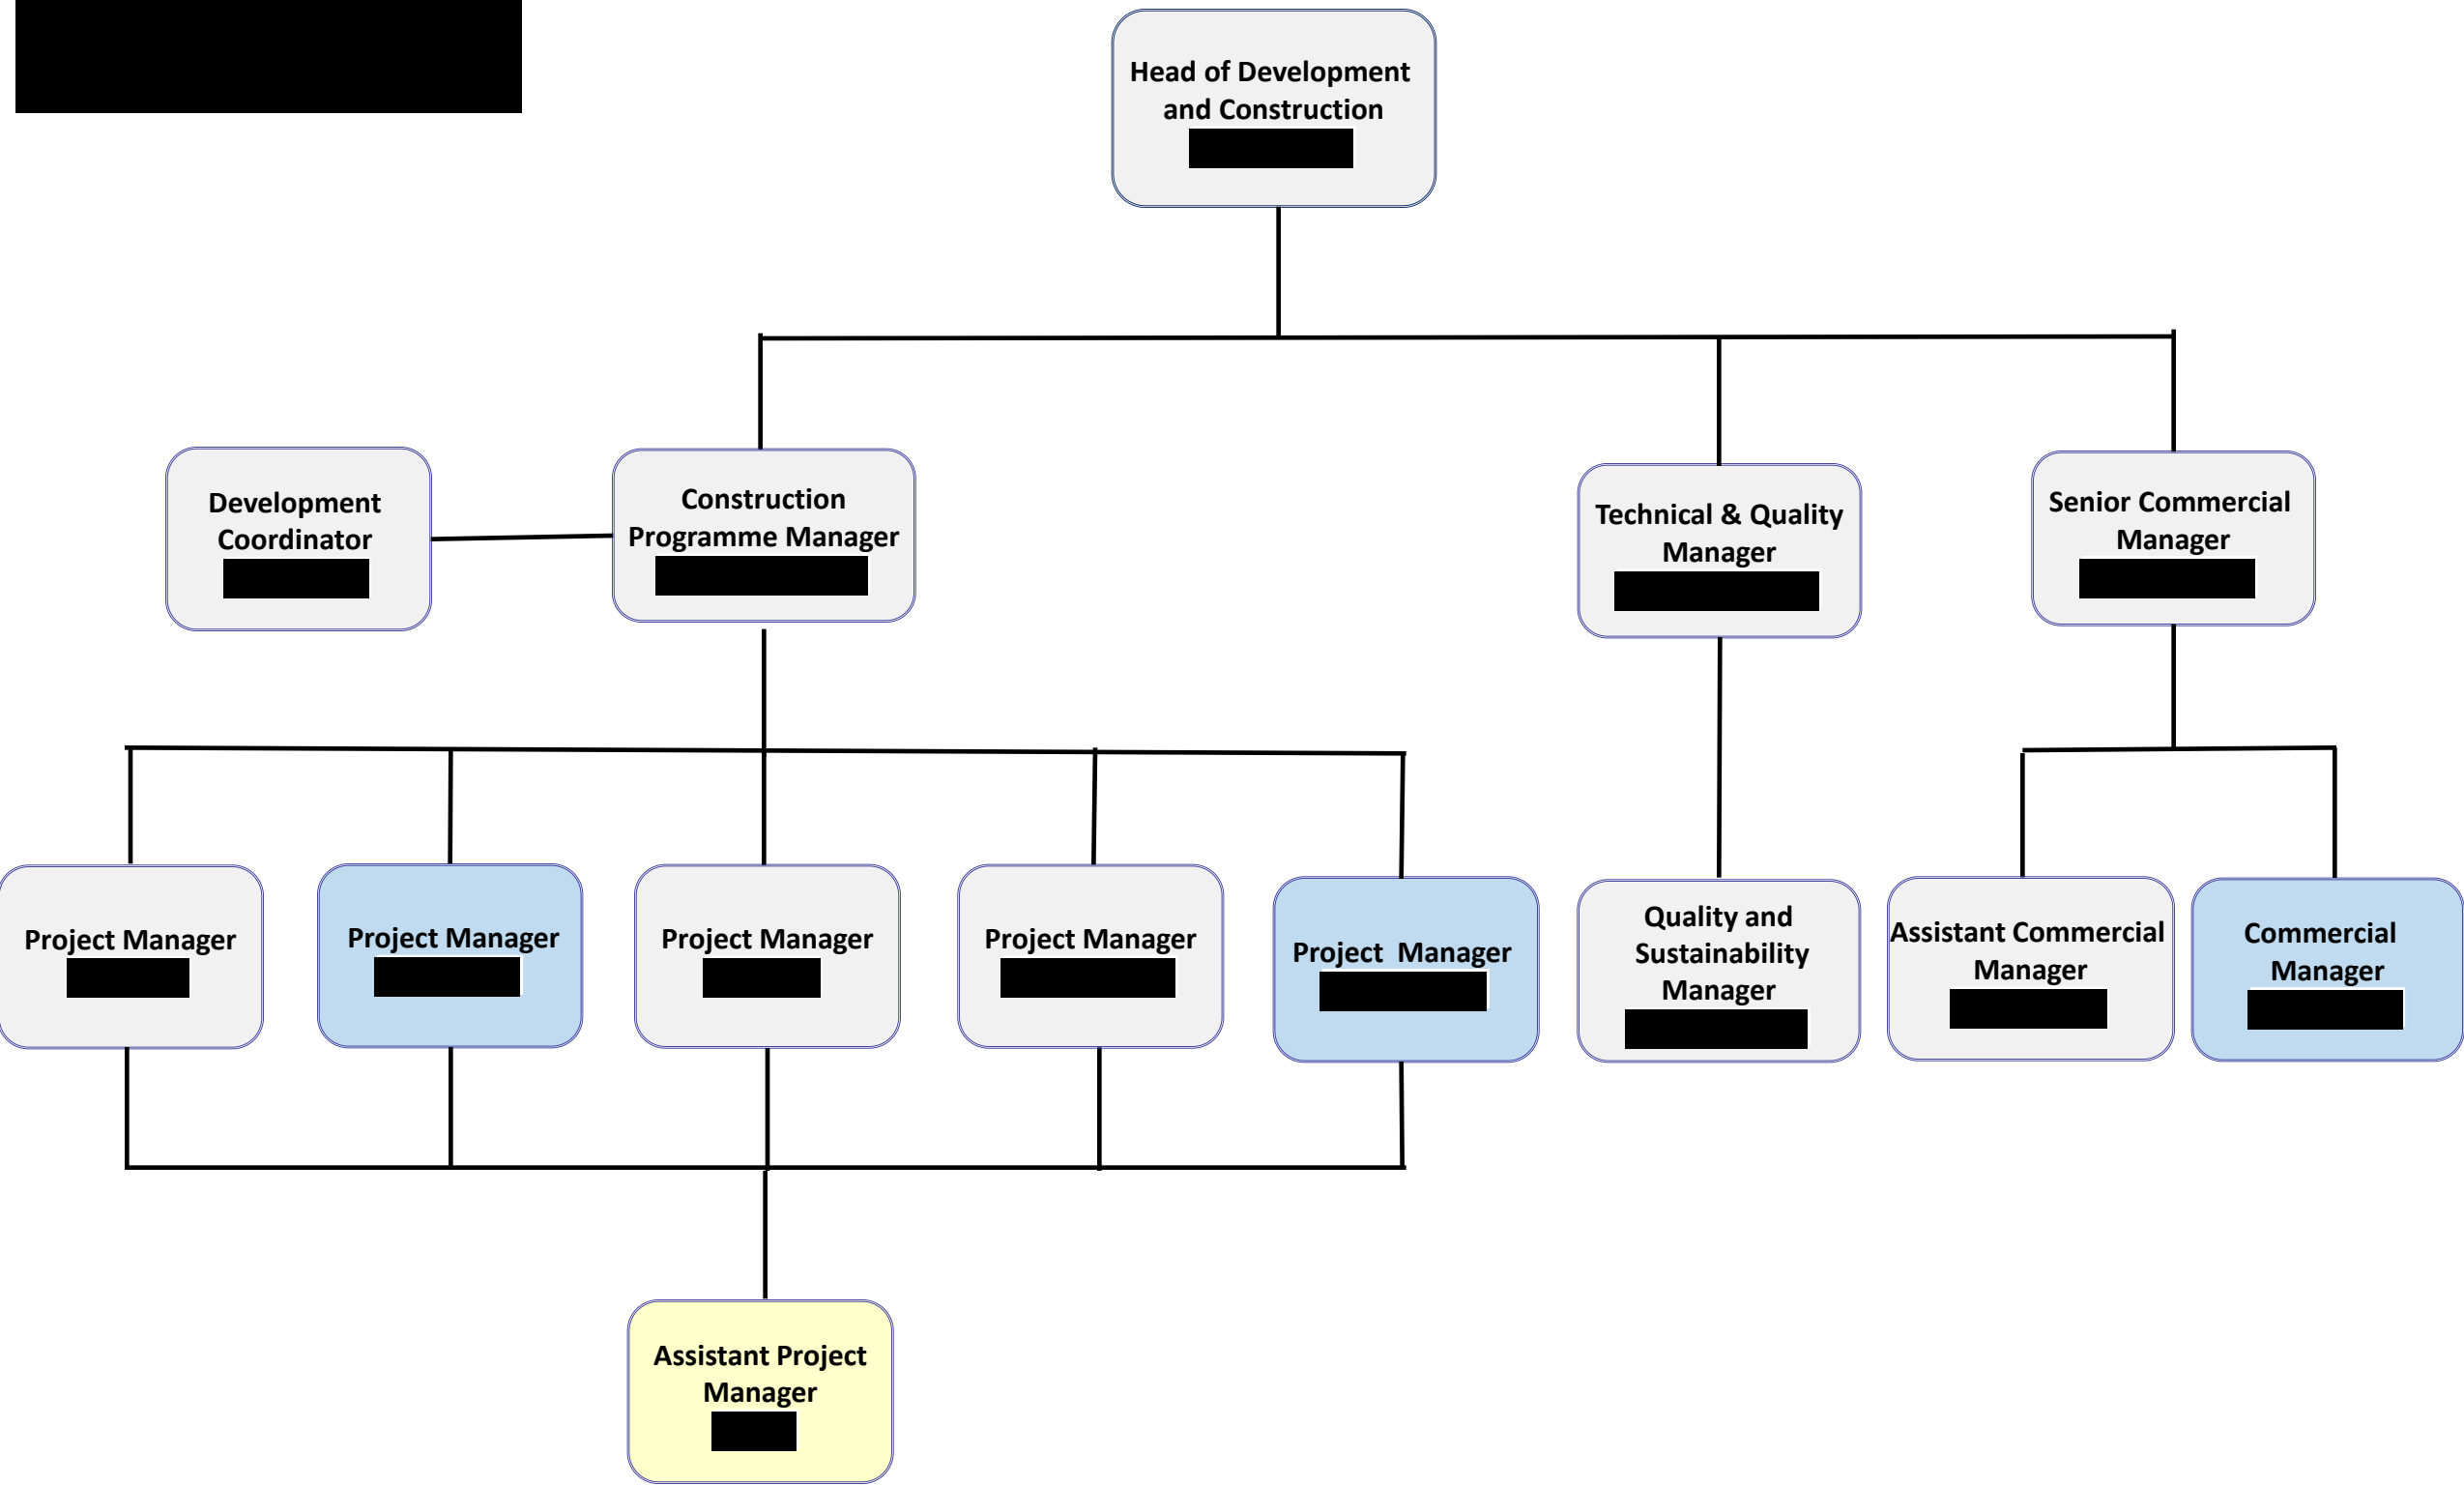 Head of Development
and Construction
Development
Coordinator
Construction
Programme Manager
Technical & Quality
Manager
Senior Commercial
Manager
Project Manager
Project Manager
Project Manager
Project Manager
Project  Manager
Quality and
Sustainability
Manager
Assistant Commercial
Manager
Commercial
Manager
Assistant Project
Manager